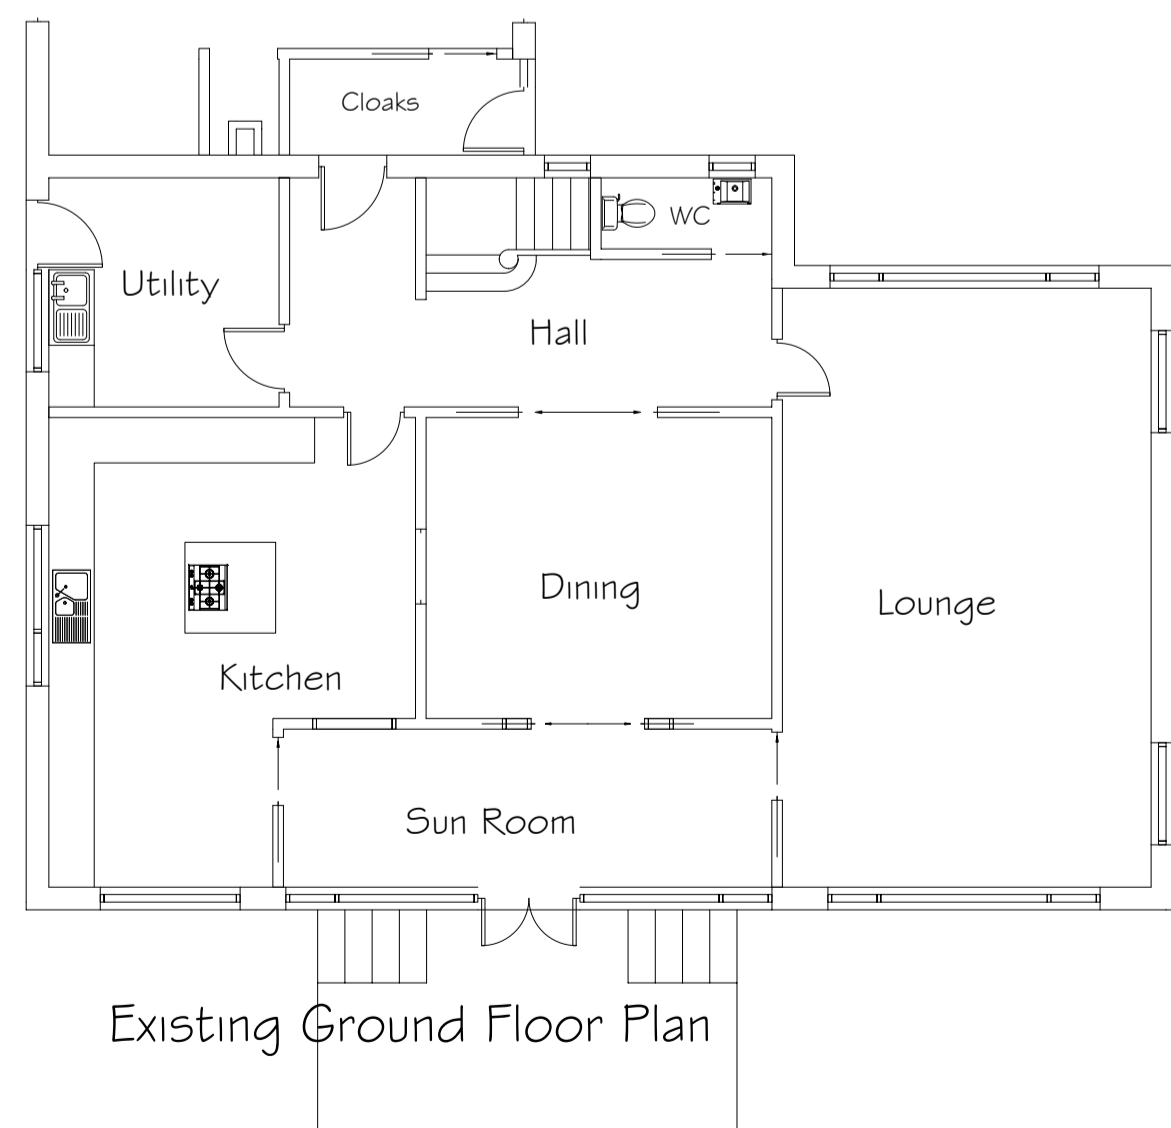 Cloaks
WC
Utility
Hall
Dining
Lounge
Kitchen
Sun Room
Existing Ground Floor Plan